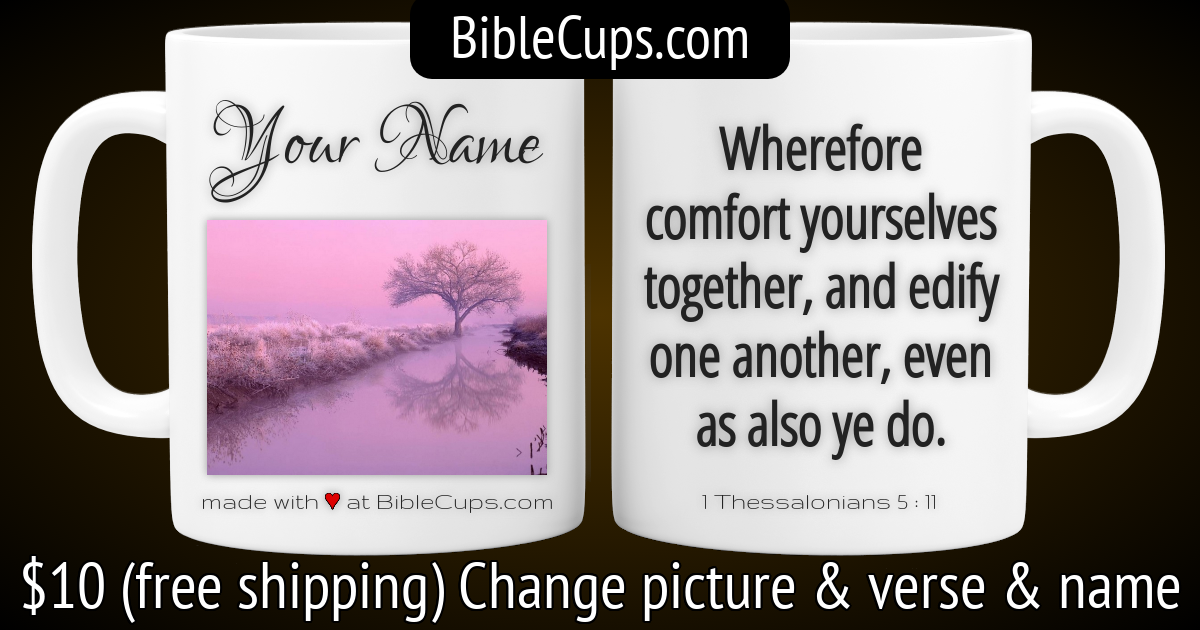 BibleCups.com
Your Name
made with ♥ at BibleCups.com
Wherefore
comfort yourselves
together, and edify
one another, even
as also ye do.
1 Thessalonians 5 : 11
$10 (free shipping) Change picture & verse & name